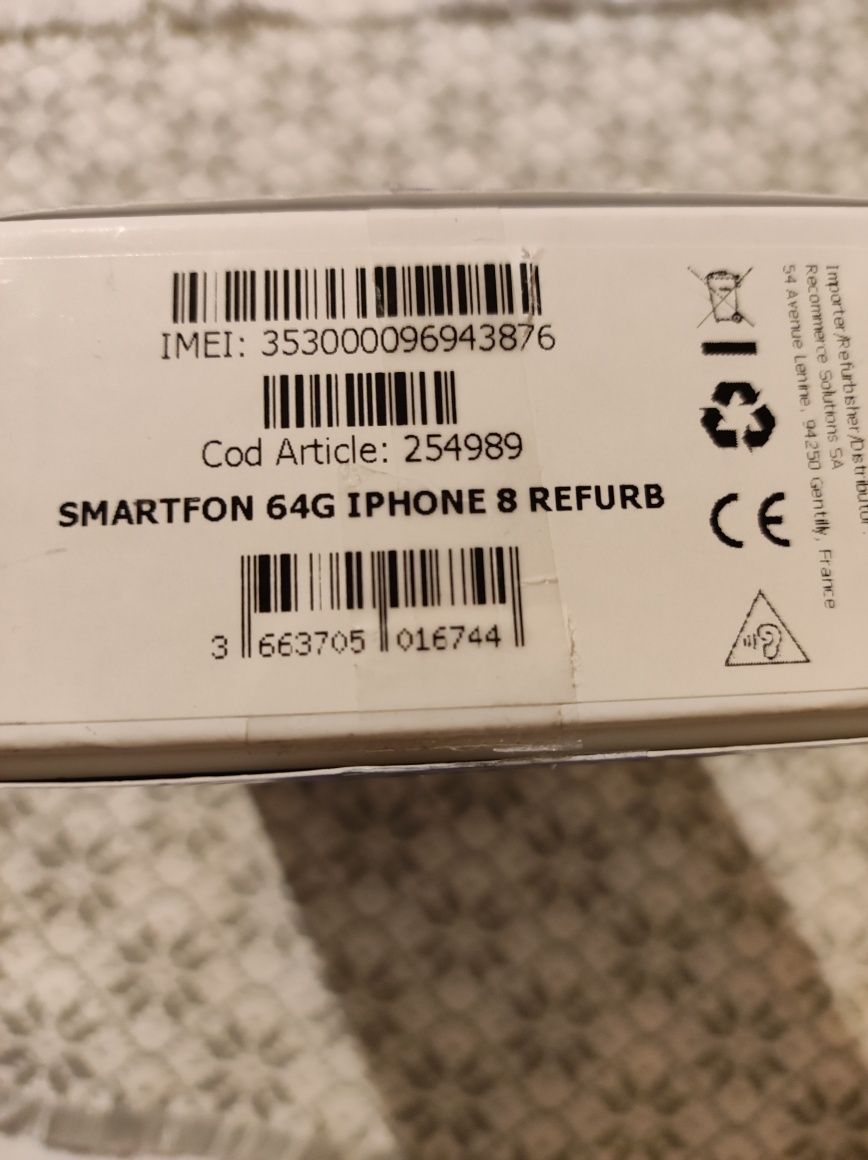 IMEI: 353000096943876
Cod Article: 254989
SMARTFON 64G IPHONE 8 REFURB
3 663705 016744
Importer/Refurbisher/Distributor:
Recommerce Solutions SA
54 Avenue Lenine, 94250 Gentilly, France
CE